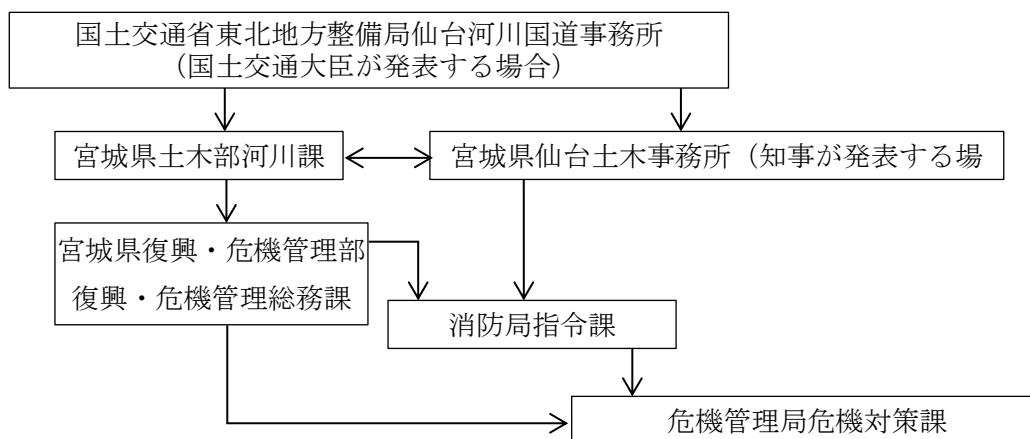 国土交通省東北地方整備局仙台河川国道事務所
（国土交通大臣が発表する場合）
宮城県土木部河川課
宮城県仙台土木事務所（知事が発表する場
宮城県復興・危機管理部
復興・危機管理総務課
消防局指令課
危機管理局危機対策課